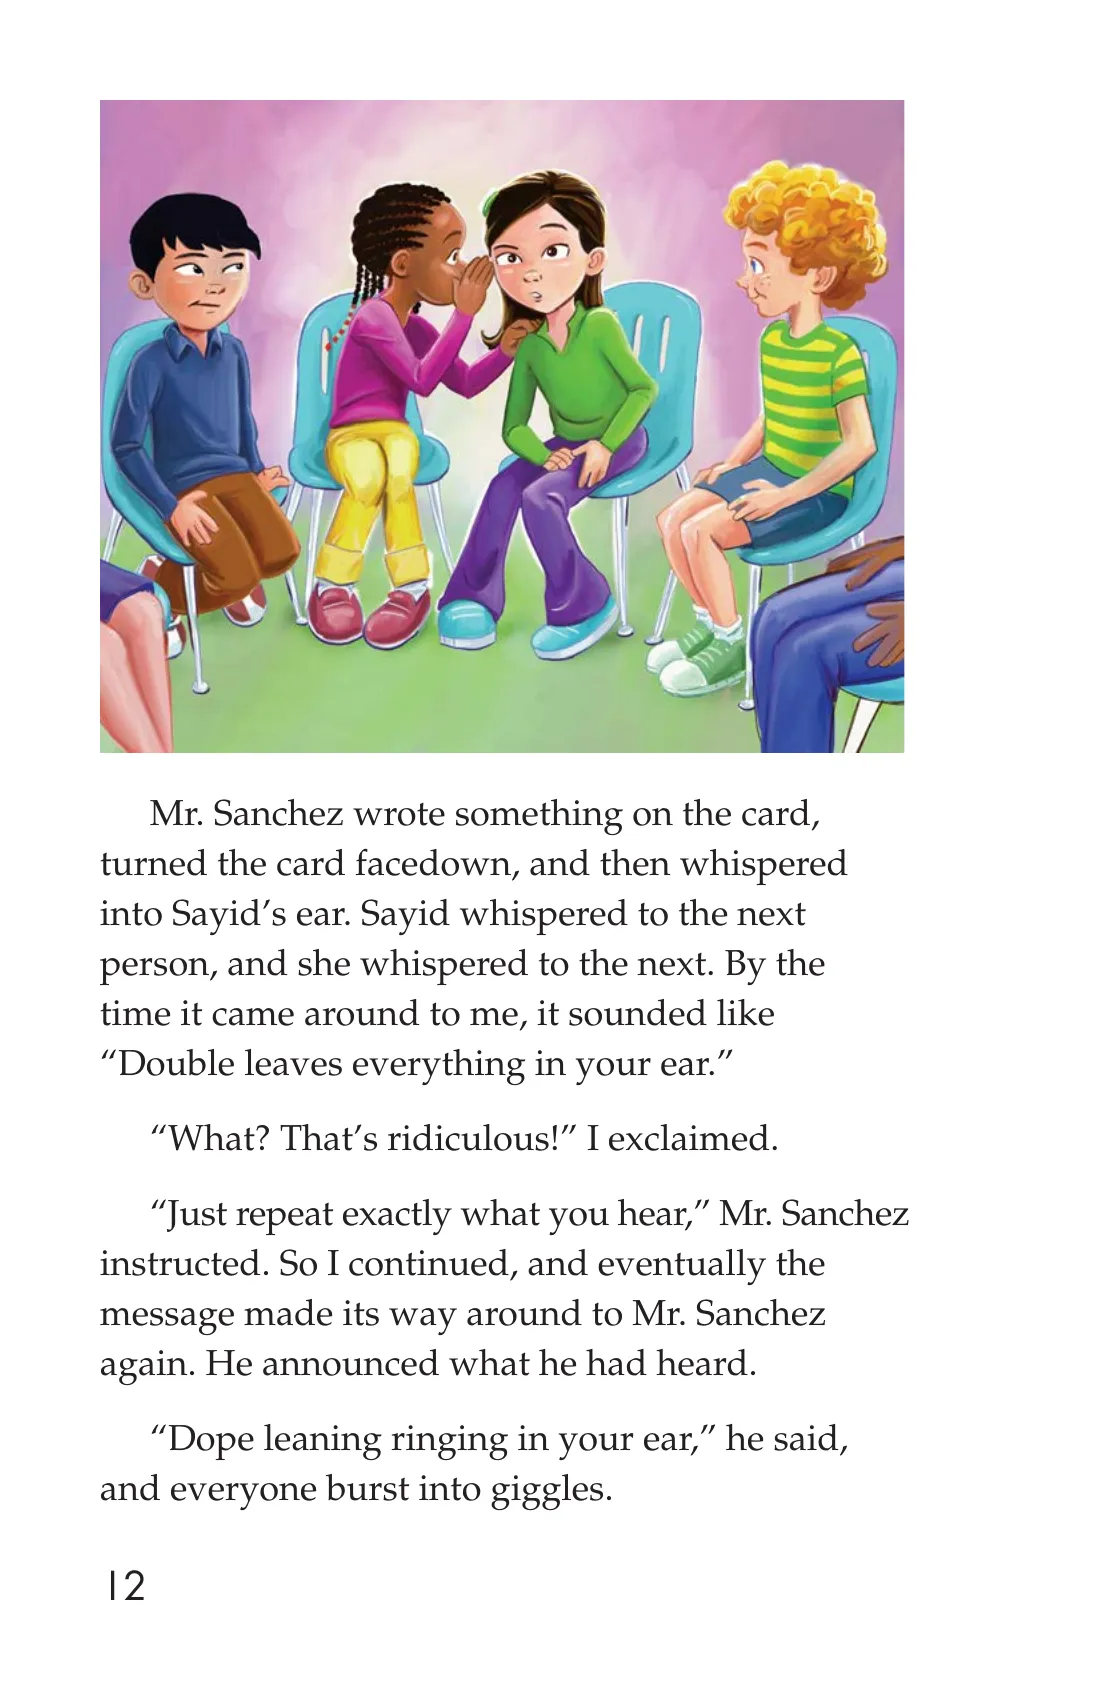 Mr. Sanchez wrote something on the card,
turned the card facedown, and then whispered
into Sayid’s ear. Sayid whispered to the next
person, and she whispered to the next. By the
time it came around to me, it sounded like
“Double leaves everything in your ear.”
“What? That’s ridiculous!” I exclaimed.
“Just repeat exactly what you hear,” Mr. Sanchez
instructed. So I continued, and eventually the
message made its way around to Mr. Sanchez
again. He announced what he had heard.
“Dope leaning ringing in your ear,” he said,
and everyone burst into giggles.
12